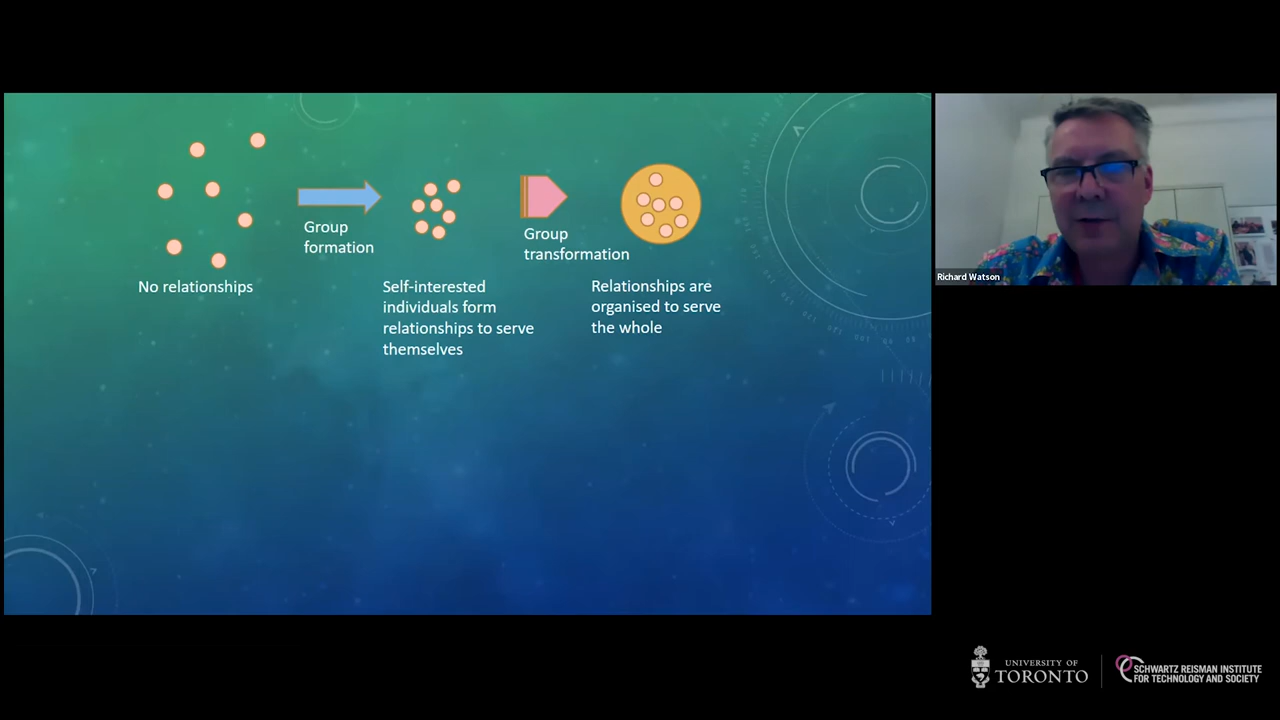 Group
formation
Group
transformation
No relationships
Self-interested
individuals form
relationships to serve
themselves
Relationships are
organised to serve
the whole
Richard Watson
UNIVERSITY OF
TORONTO
SCHWARTZ REISMAN INSTITUTE
FOR TECHNOLOGY AND SOCIETY